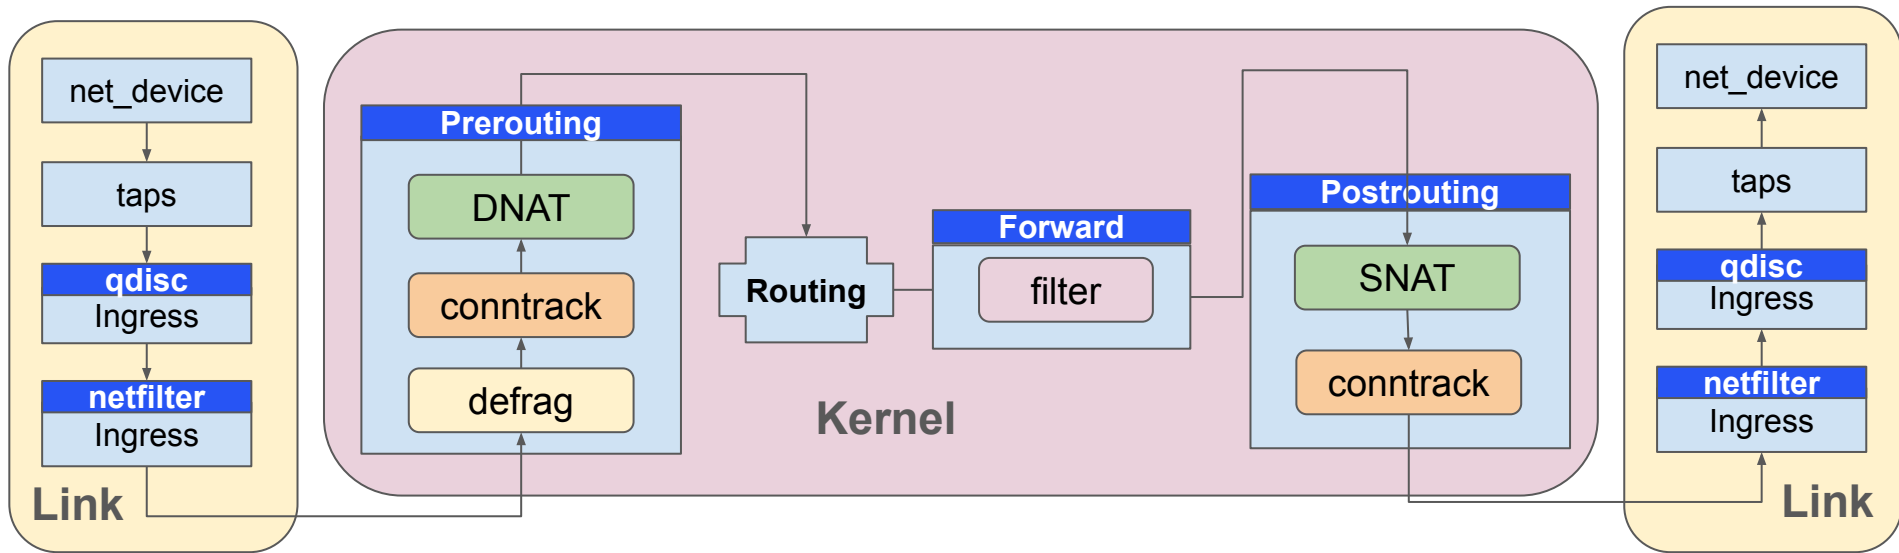 net_device
taps
qdisc
Ingress
netfilter
Ingress
Link
Prerouting
DNAT
conntrack
defrag
Routing
Forward
filter
Kernel
Postrouting
SNAT
conntrack
net_device
taps
qdisc
Ingress
netfilter
Ingress
Link